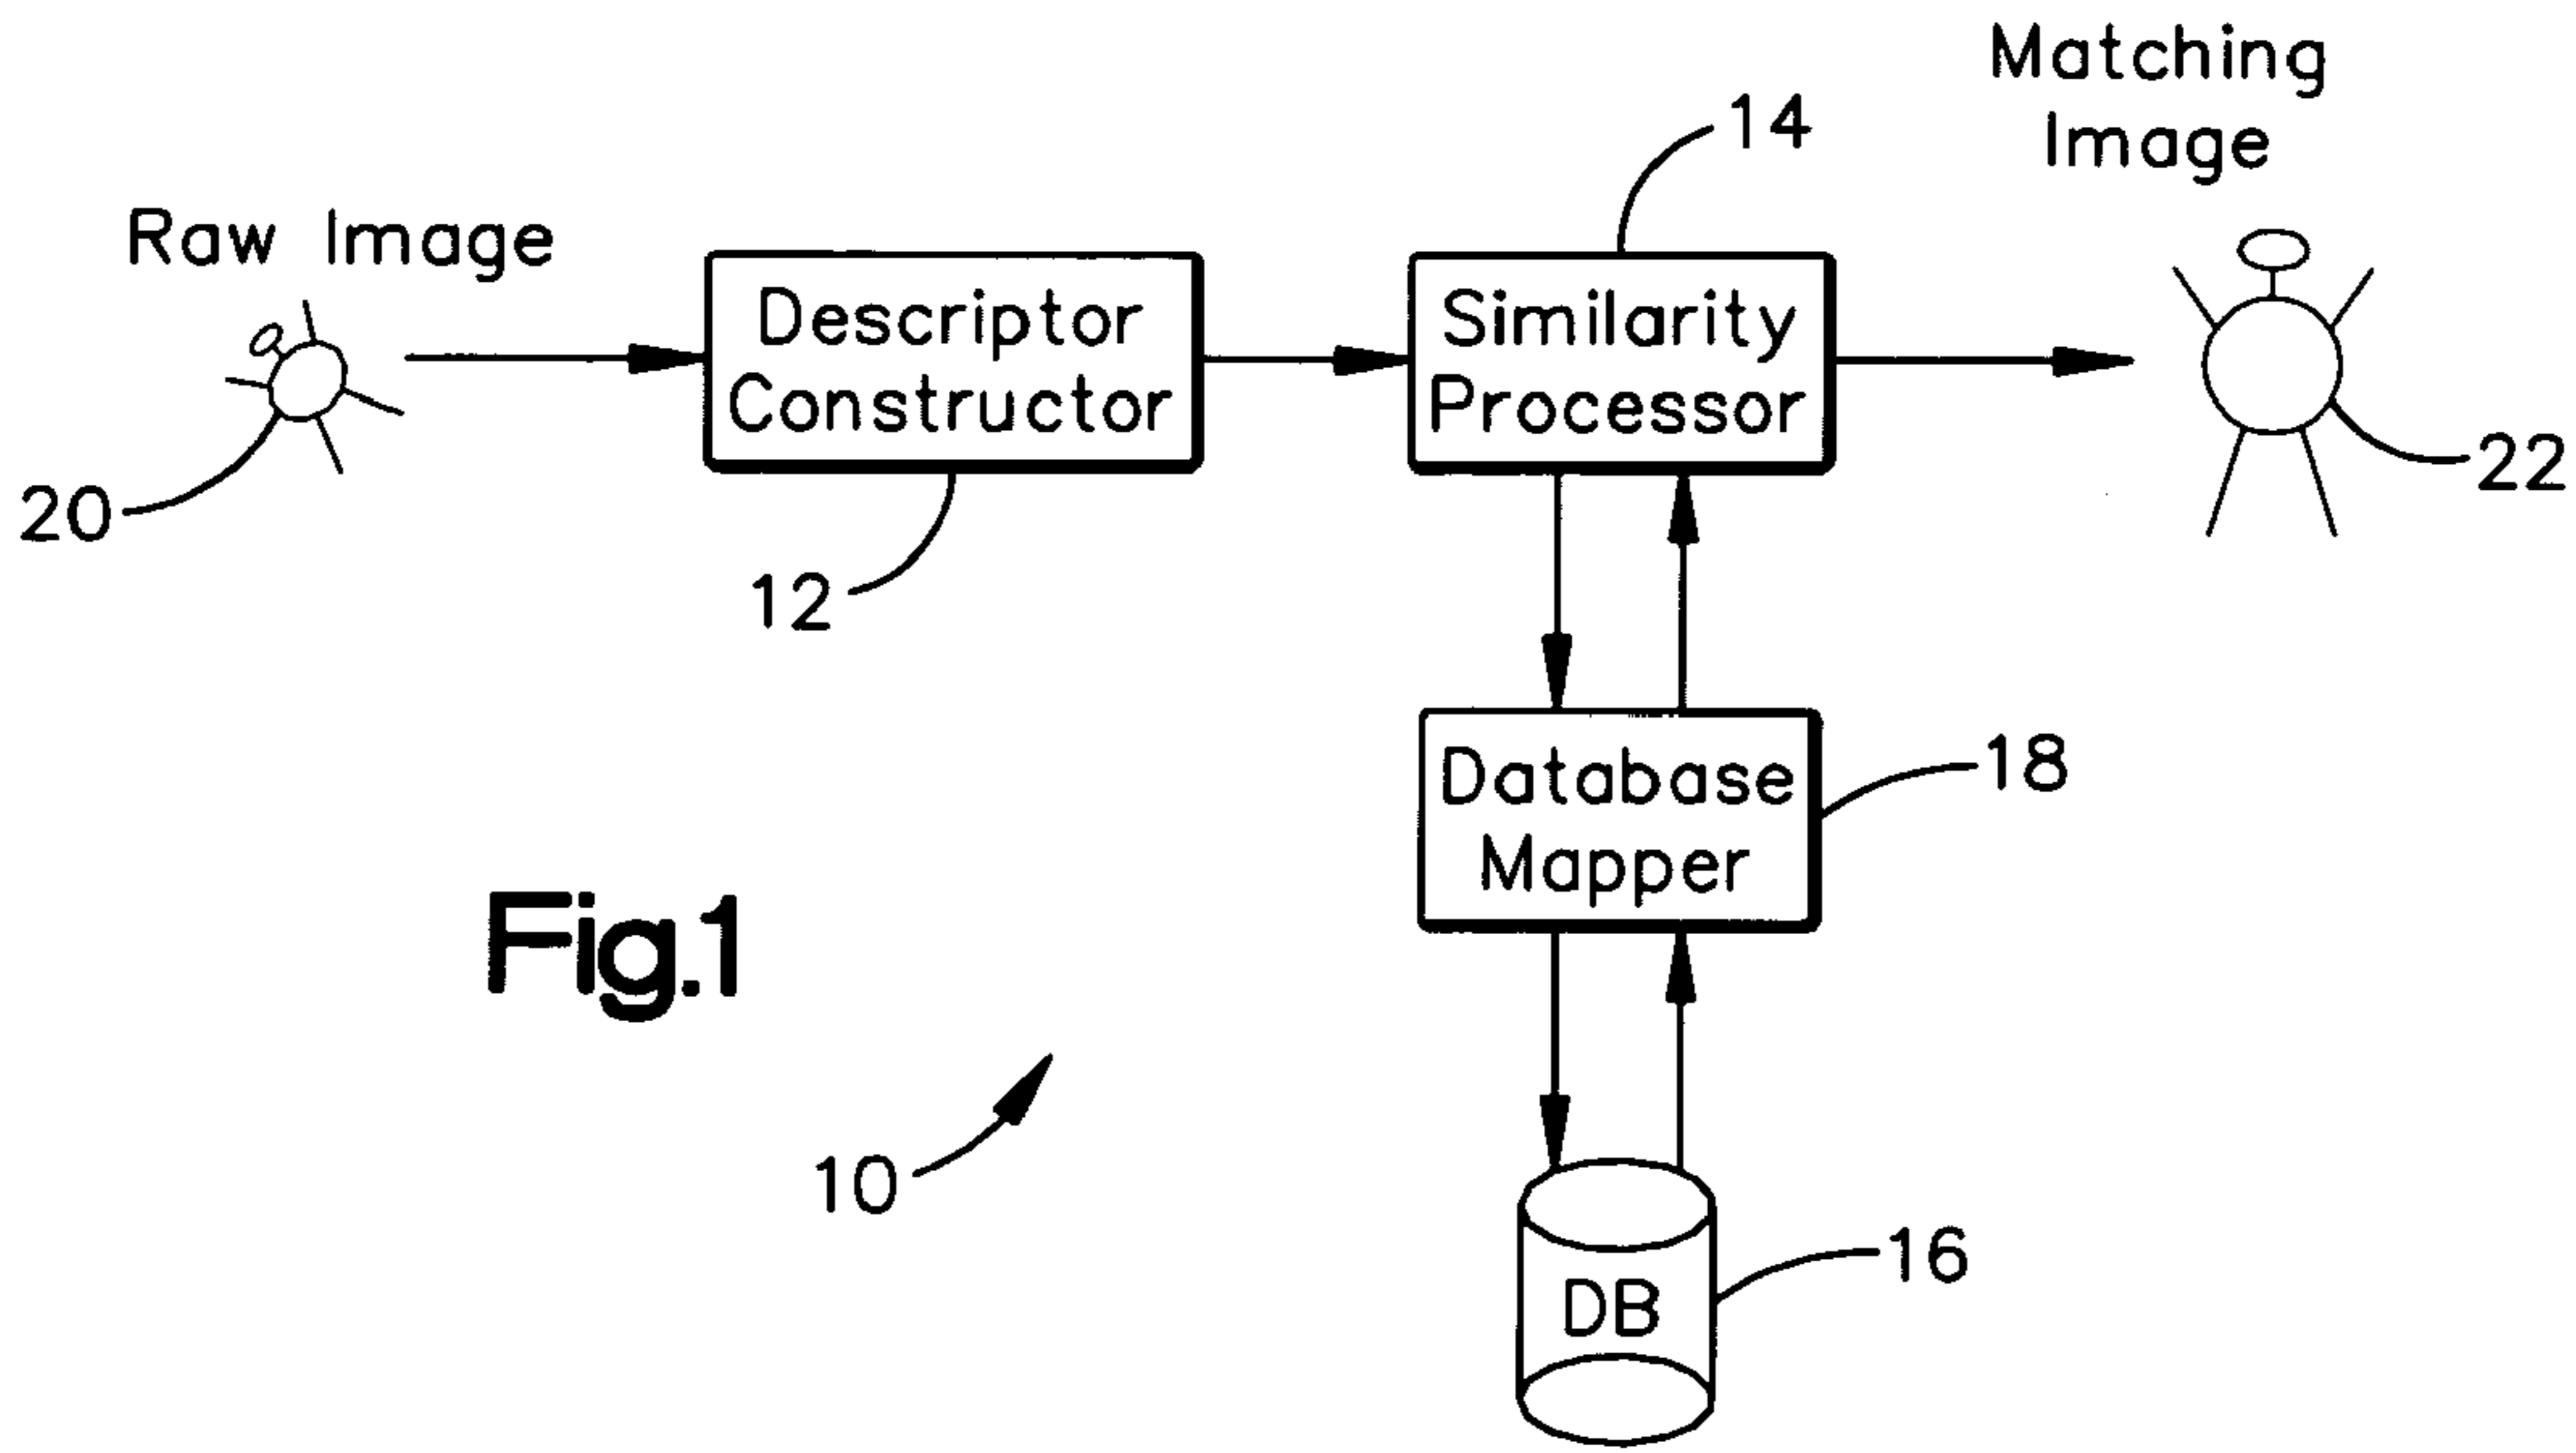 Matching
Image
14
Raw Image
Descriptor
Constructor
Similarity
Processor
22
20
12
Database
Mapper
18
Fig.1
10
16
DB